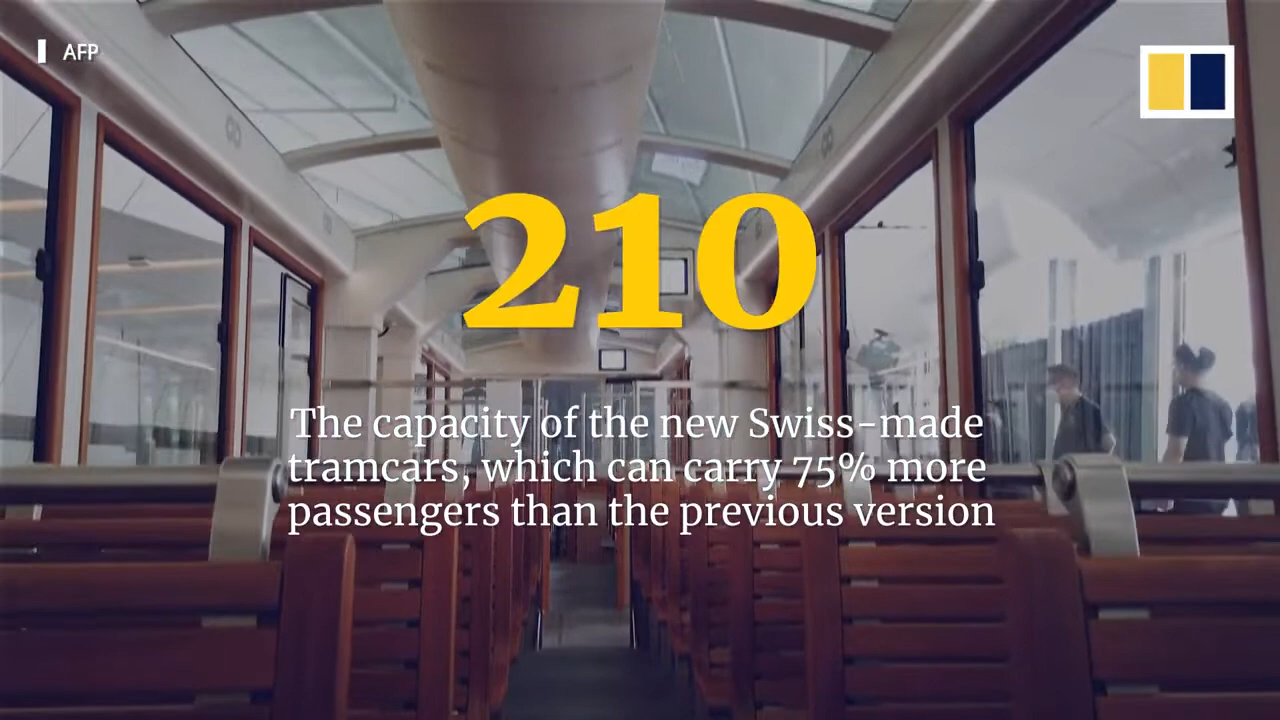 AFP
210
The capacity of the new Swiss-made
tramcars, which can carry 75% more
passengers than the previous version